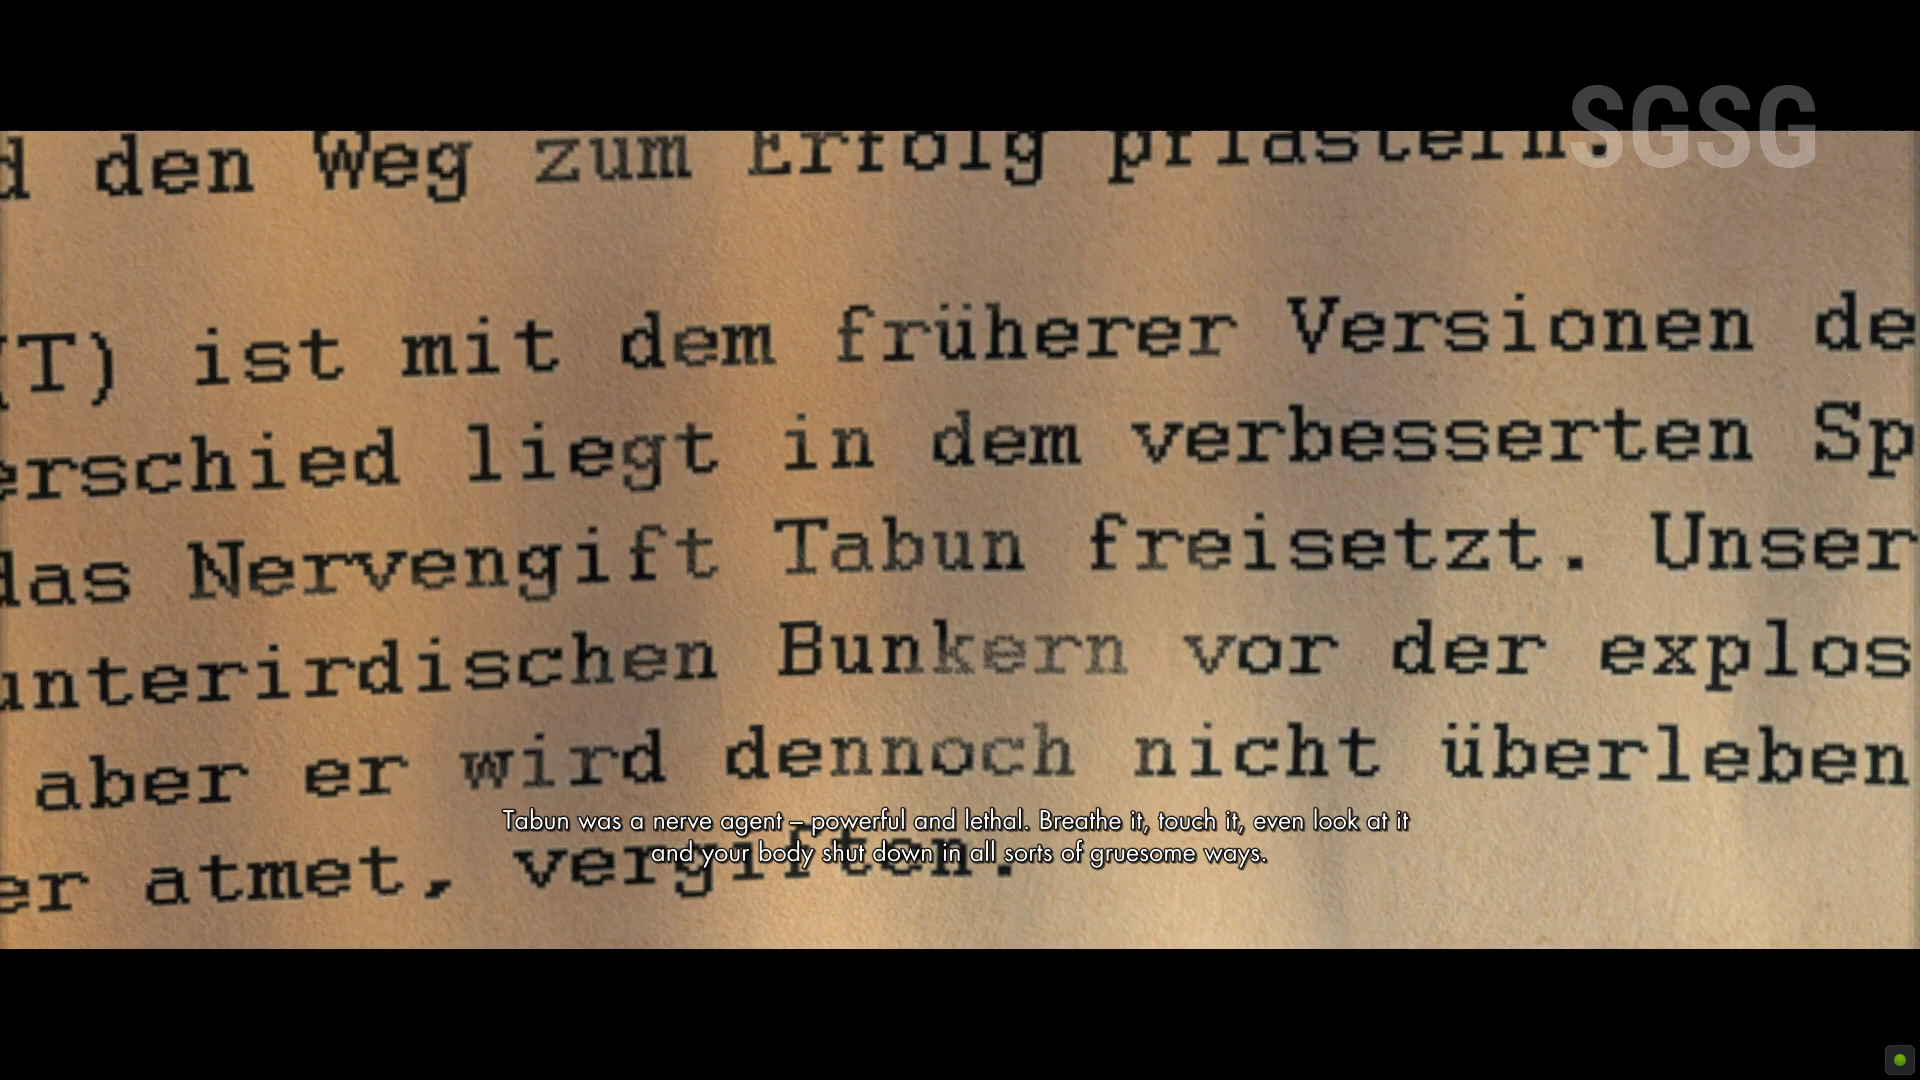 SGSG
d den Weg zum Erfolg pflastern.
(T) ist mit dem früherer Versionen de
erschied liegt in dem verbesserten Sp
das Nervengift Tabun freisetzt. Unser
unterirdischen Bunkern vor der explos
aber er wird dennoch nicht überleben
er atmet, vergiften.
Tabun was a nerve agent – powerful and lethal. Breathe it, touch it, even look at it
and your body shut down in all sorts of gruesome ways.